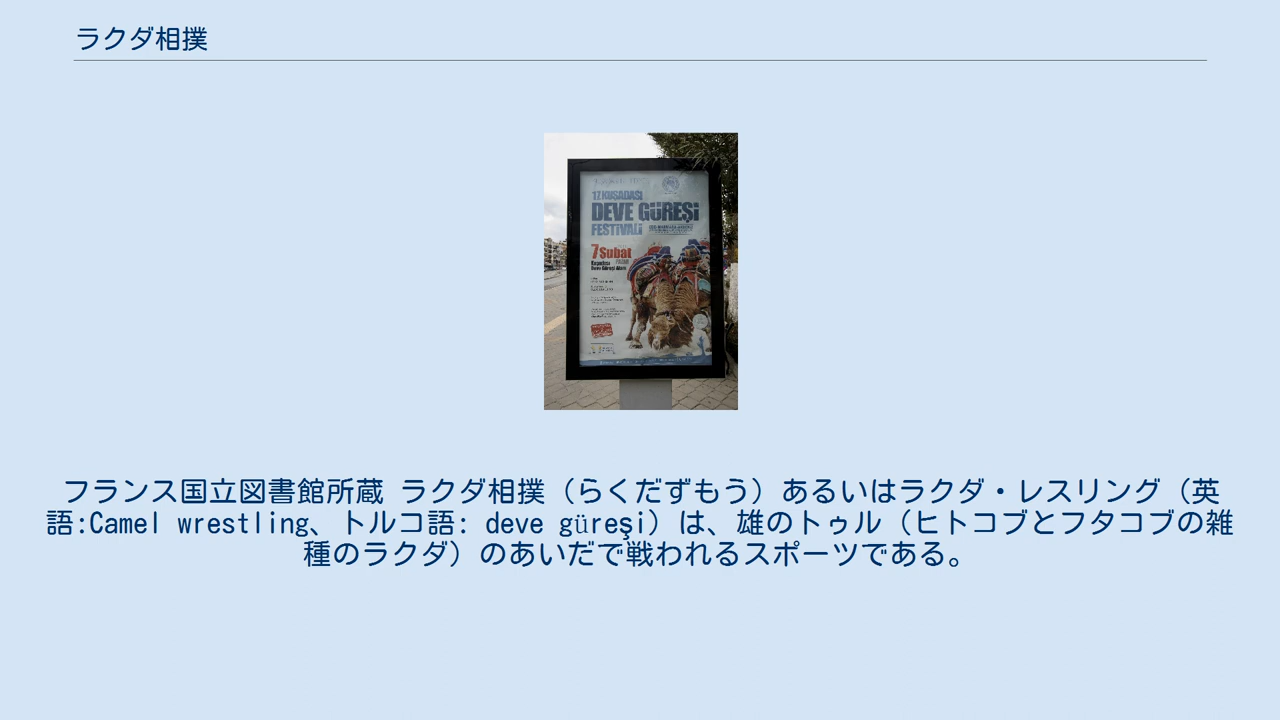 ラクダ相撲
17.KUŞADASI
DEVE GÜREŞİ
FESTİVALİ
7 Şubat
フランス国立図書館所蔵 ラクダ相撲（らくだずもう）あるいはラクダ・レスリング（英
語:Camel wrestling、トルコ語: deve güreşi）は、雄のトゥル（ヒトコブとフタコブの雑
種のラクダ）のあいだで戦われるスポーツである。